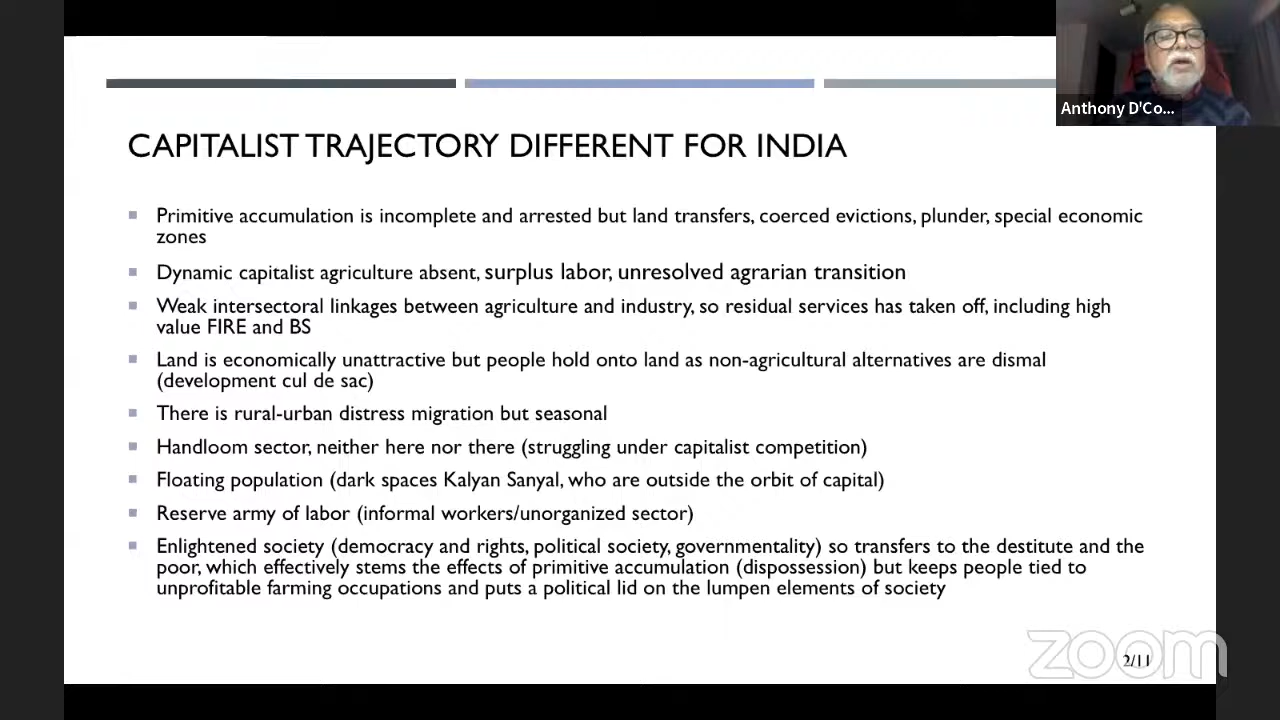 Anthony D'Co...
CAPITALIST TRAJECTORY DIFFERENT FOR INDIA
Primitive accumulation is incomplete and arrested but land transfers, coerced evictions, plunder, special economic
zones
Dynamic capitalist agriculture absent, surplus labor, unresolved agrarian transition
Weak intersectoral linkages between agriculture and industry, so residual services has taken off, including high
value FIRE and BS
Land is economically unattractive but people hold onto land as non-agricultural alternatives are dismal
(development cul de sac)
There is rural-urban distress migration but seasonal
Handloom sector, neither here nor there (struggling under capitalist competition)
Floating population (dark spaces Kalyan Sanyal, who are outside the orbit of capital)
Reserve army of labor (informal workers/unorganized sector)
Enlightened society (democracy and rights, political society, governmentality) so transfers to the destitute and the
poor, which effectively stems the effects of primitive accumulation (dispossession) but keeps people tied to
unprofitable farming occupations and puts a political lid on the lumpen elements of society
zoom
2/11